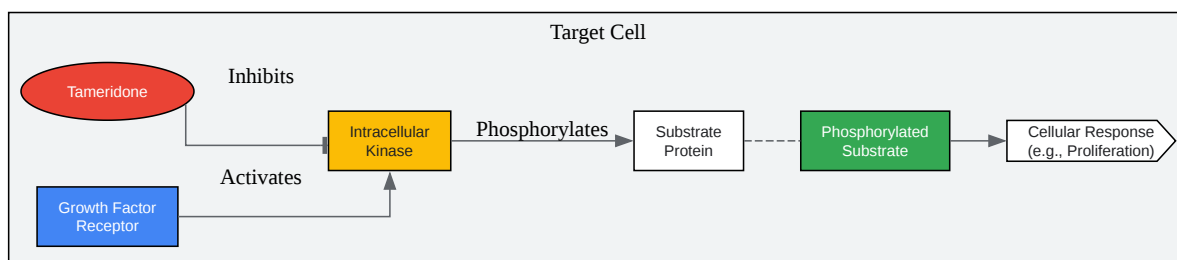 Target Cell
Inhibits
Tameridone
Intracellular
Kinase
Phosphorylates
Substrate
Protein
Phosphorylated
Substrate
Cellular Response
(e.g., Proliferation)
Activates
Growth Factor
Receptor